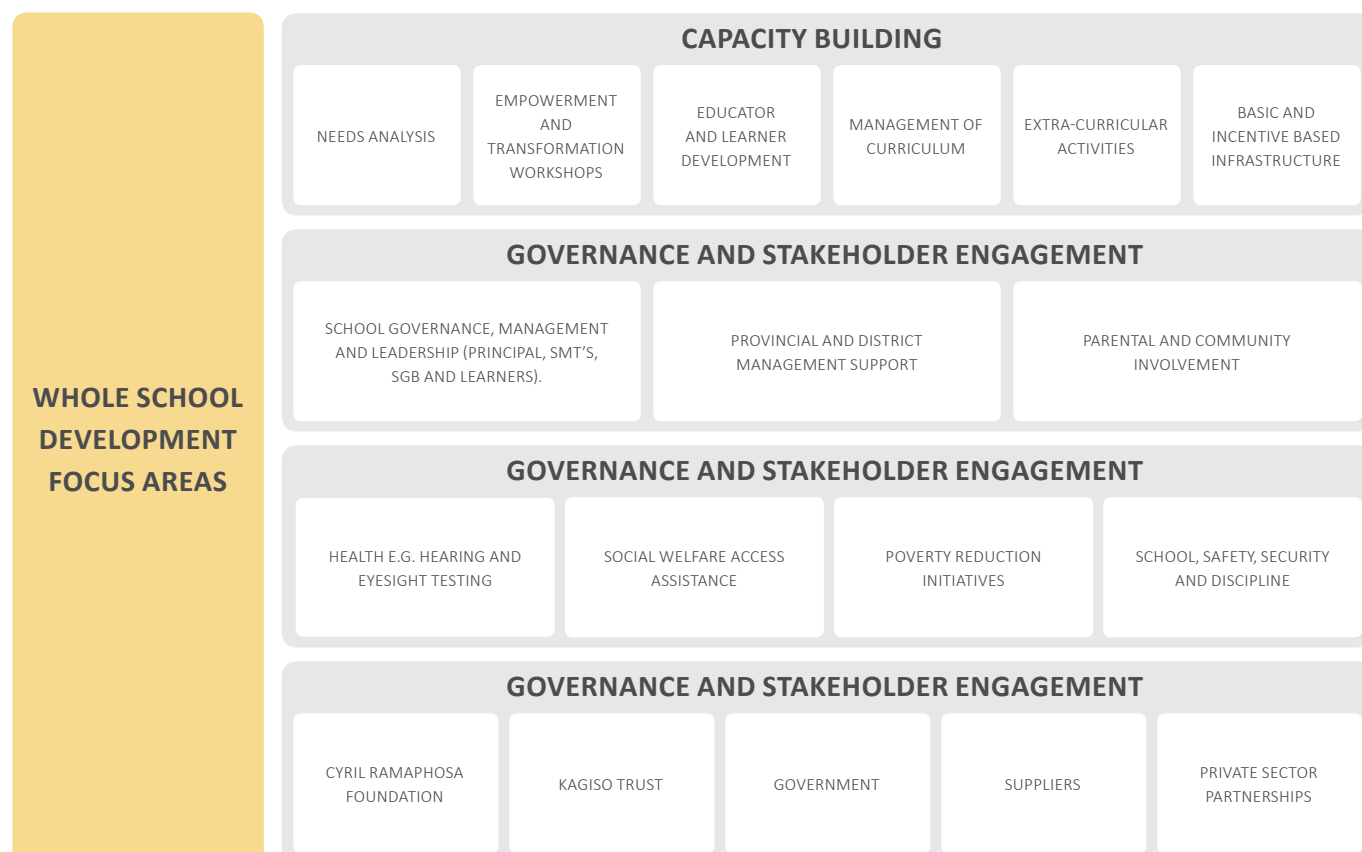 WHOLE SCHOOL
DEVELOPMENT
FOCUS AREAS
CAPACITY BUILDING
NEEDS ANALYSIS
EMPOWERMENT
AND
TRANSFORMATION
WORKSHOPS
EDUCATOR
AND LEARNER
DEVELOPMENT
MANAGEMENT OF
CURRICULUM
EXTRA-CURRICULAR
ACTIVITIES
BASIC AND
INCENTIVE BASED
INFRASTRUCTURE
GOVERNANCE AND STAKEHOLDER ENGAGEMENT
SCHOOL GOVERNANCE, MANAGEMENT
AND LEADERSHIP (PRINCIPAL, SMT'S,
SGB AND LEARNERS).
PROVINCIAL AND DISTRICT
MANAGEMENT SUPPORT
PARENTAL AND COMMUNITY
INVOLVEMENT
GOVERNANCE AND STAKEHOLDER ENGAGEMENT
HEALTH E.G. HEARING AND
EYESIGHT TESTING
SOCIAL WELFARE ACCESS
ASSISTANCE
POVERTY REDUCTION
INITIATIVES
SCHOOL, SAFETY, SECURITY
AND DISCIPLINE
GOVERNANCE AND STAKEHOLDER ENGAGEMENT
CYRIL RAMAPHOSA
FOUNDATION
KAGISO TRUST
GOVERNMENT
SUPPLIERS
PRIVATE SECTOR
PARTNERSHIPS